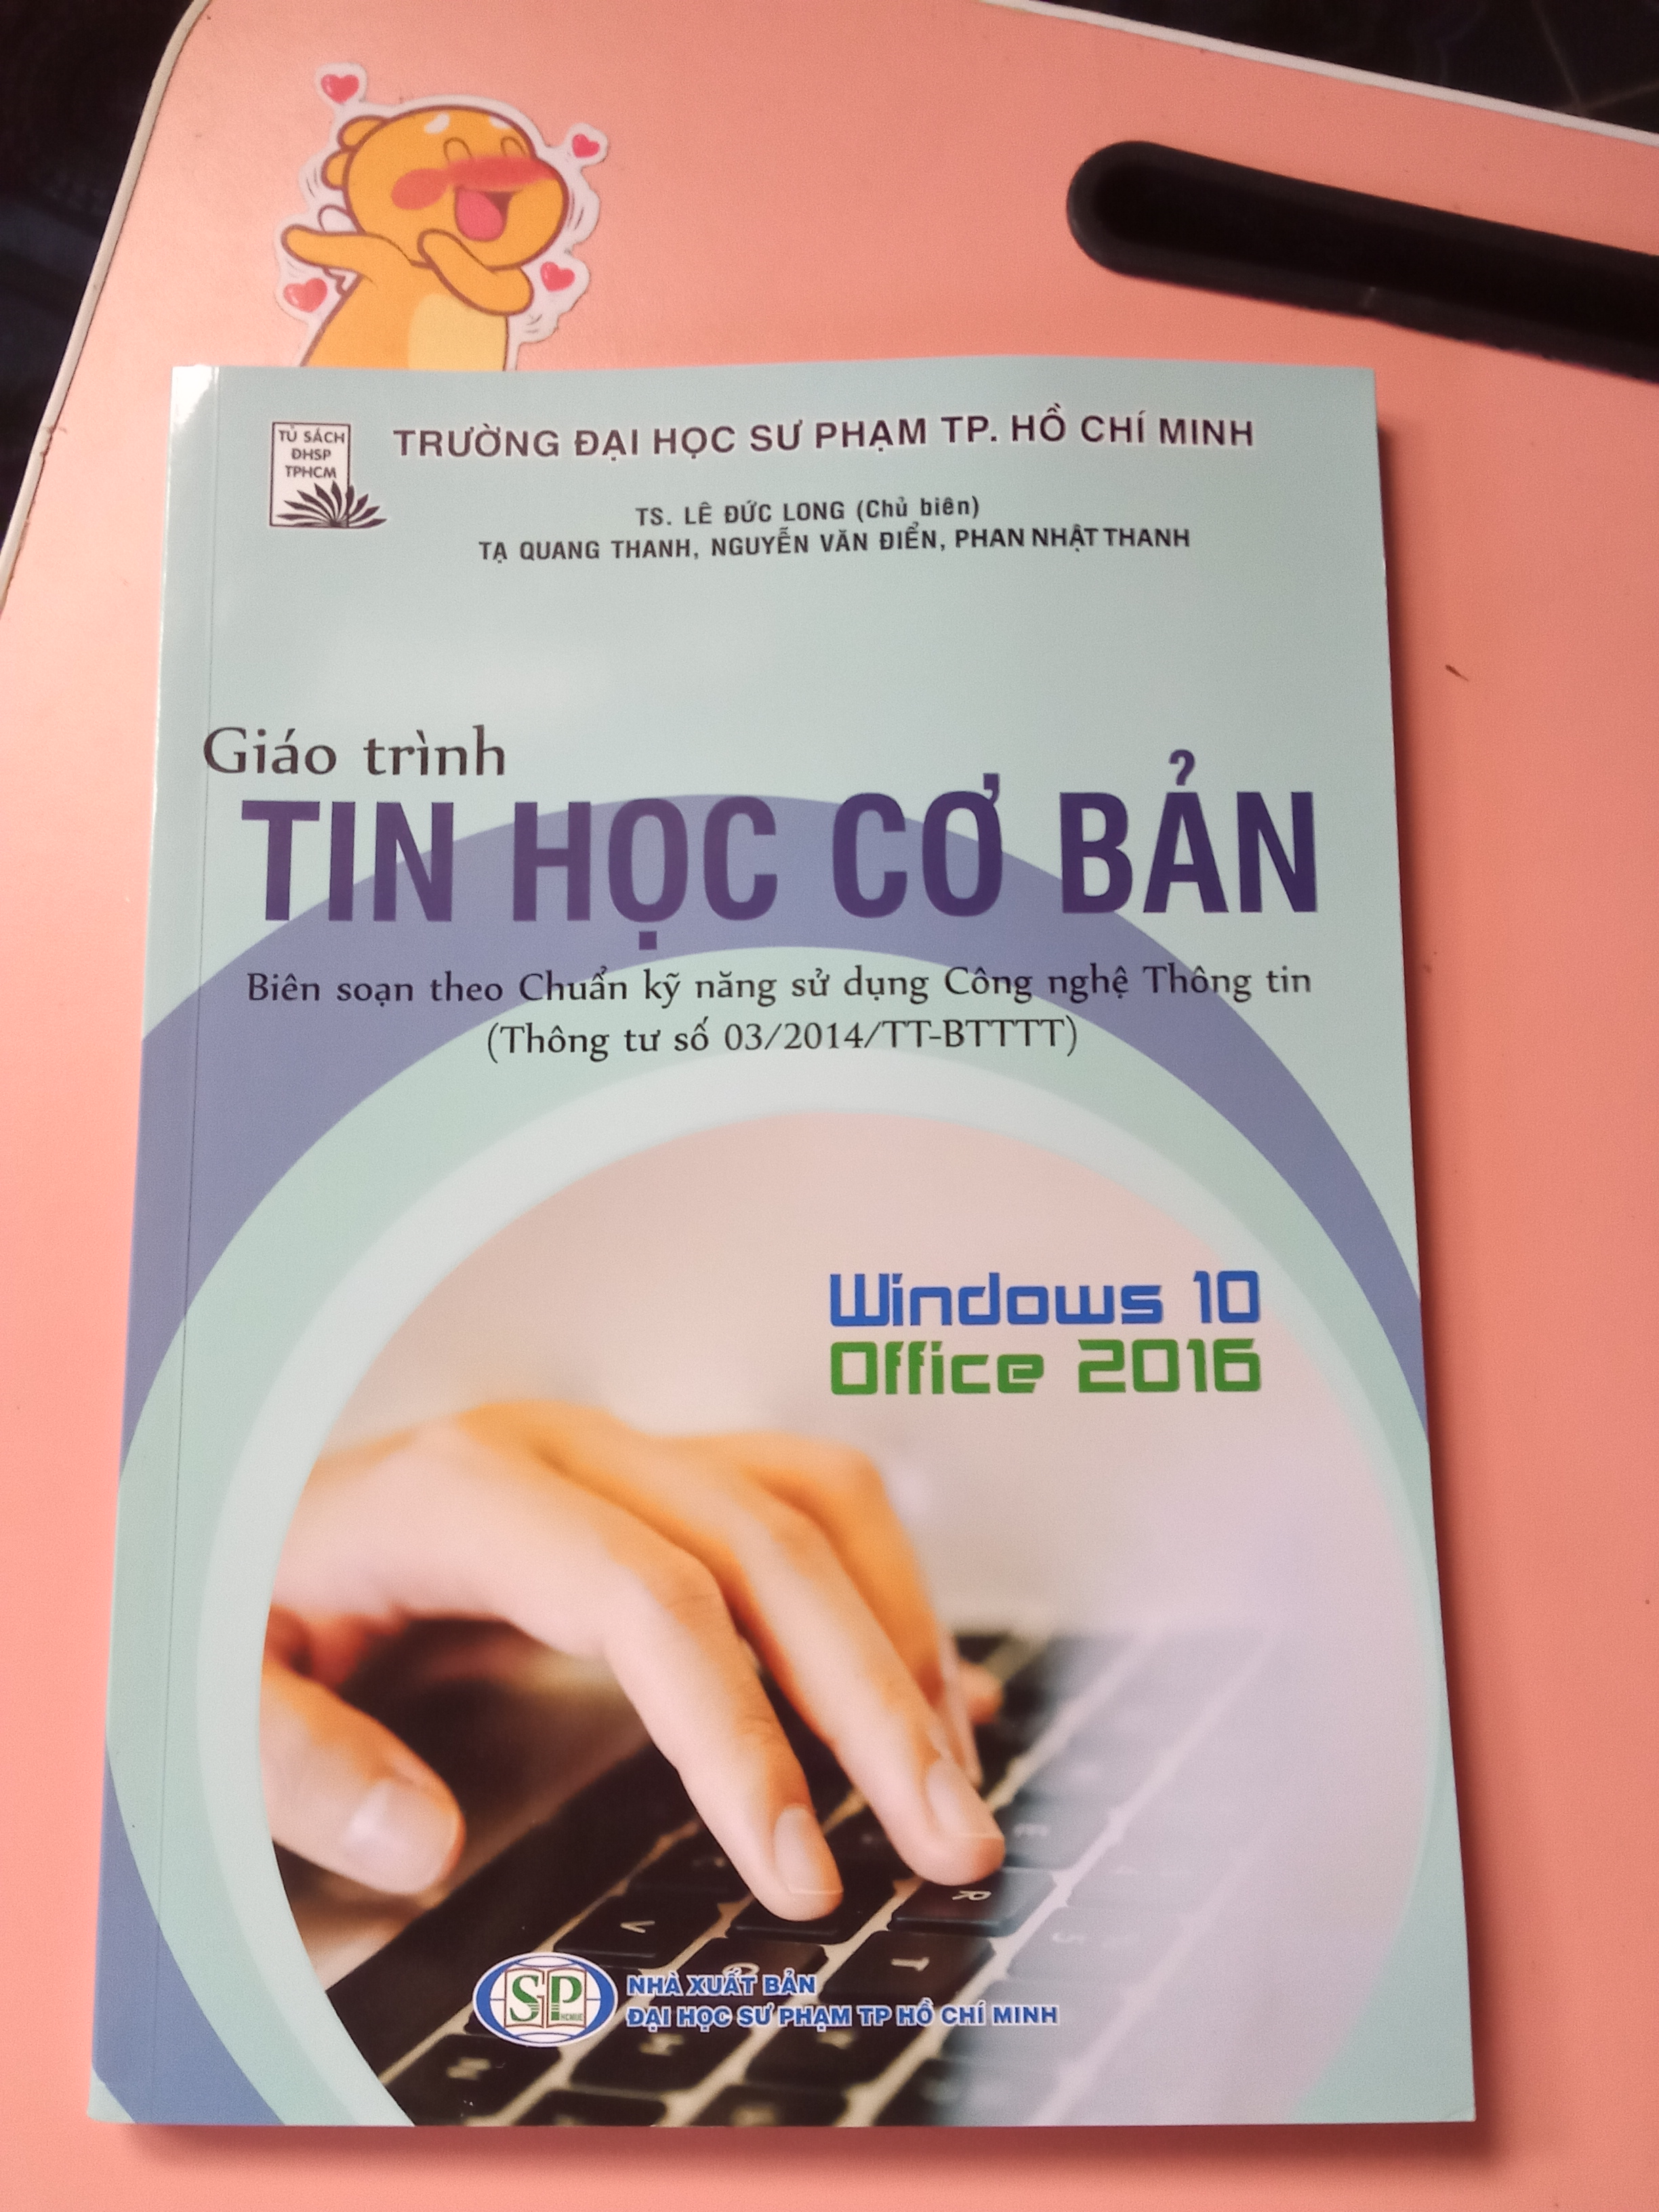 TỦ SÁCH
ĐHSP
TPHCM
TRƯỜNG ĐẠI HỌC SƯ PHẠM TP. HỒ CHÍ MINH
TS. LÊ ĐỨC LONG (Chủ biên)
TẠ QUANG THANH, NGUYỄN VĂN ĐIỂN, PHAN NHẬT THANH
Giáo trình
TIN HỌC CƠ BẢN
Biên soạn theo Chuẩn kỹ năng sử dụng Công nghệ Thông tin
(Thông tư số 03/2014/TT-BTTTT)
Windows 10
Office 2016
R
V
T
SP
HCMUE
NHÀ XUẤT BẢN
ĐẠI HỌC SƯ PHẠM TP HỒ CHÍ MINH